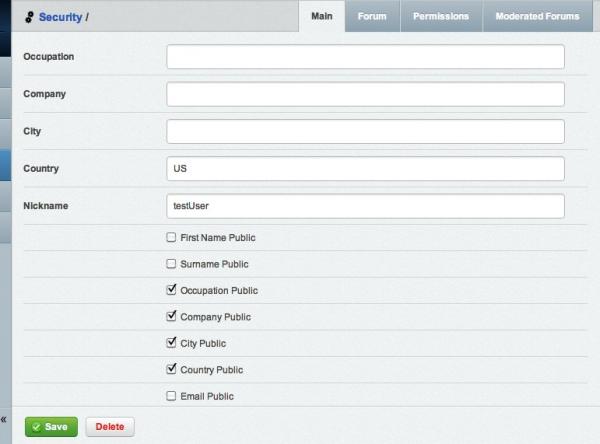 Security /
Main
Forum
Permissions
Moderated Forums
Occupation
Company
City
Country
US
Nickname
testUser
First Name Public
Surname Public
Occupation Public
Company Public
City Public
Country Public
Email Public
«
Save
Delete